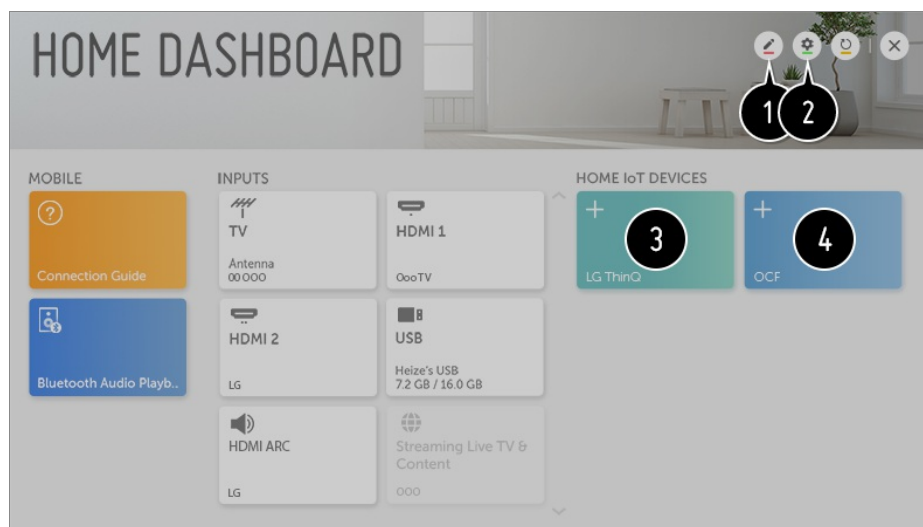 HOME DASHBOARD
1
2
MOBILE
Connection Guide
Bluetooth Audio Playb..
INPUTS
TV
Antenna
00 000
HDMI 1
OooTV
HDMI 2
LG
USB
Heize's USB
7.2 GB / 16.0 GB
HDMI ARC
LG
Streaming Live TV &
Content
OOO
HOME IoT DEVICES
3
LG ThinQ
4
OCF